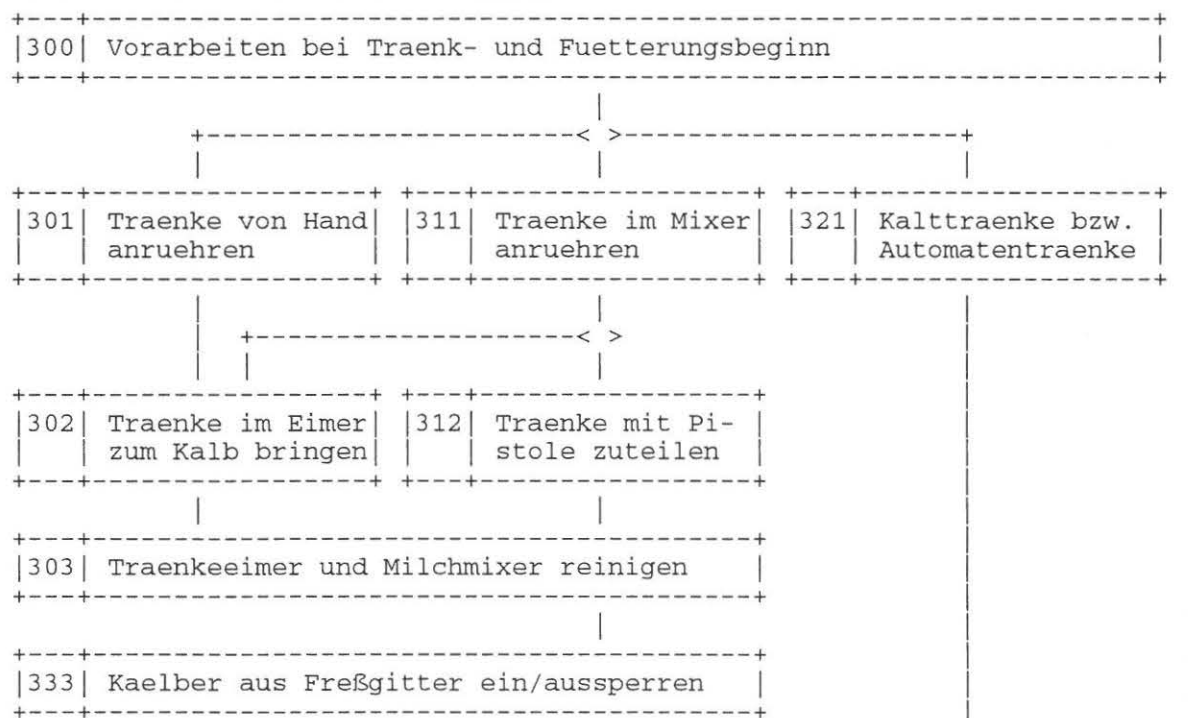 300 Vorarbeiten bei Traenk- und Fuetterungsbeginn
< >
301 Traenke von Hand 311 Traenke im Mixer 321 Kalttraenke bzw.
anruehren anruehren Automatentraenke
< >
302 Traenke im Eimer 312 Traenke mit Pi-
zum Kalb bringen stole zuteilen
303 Traenkeeimer und Milchmixer reinigen
333 Kaelber aus Freßgitter ein/aussperren